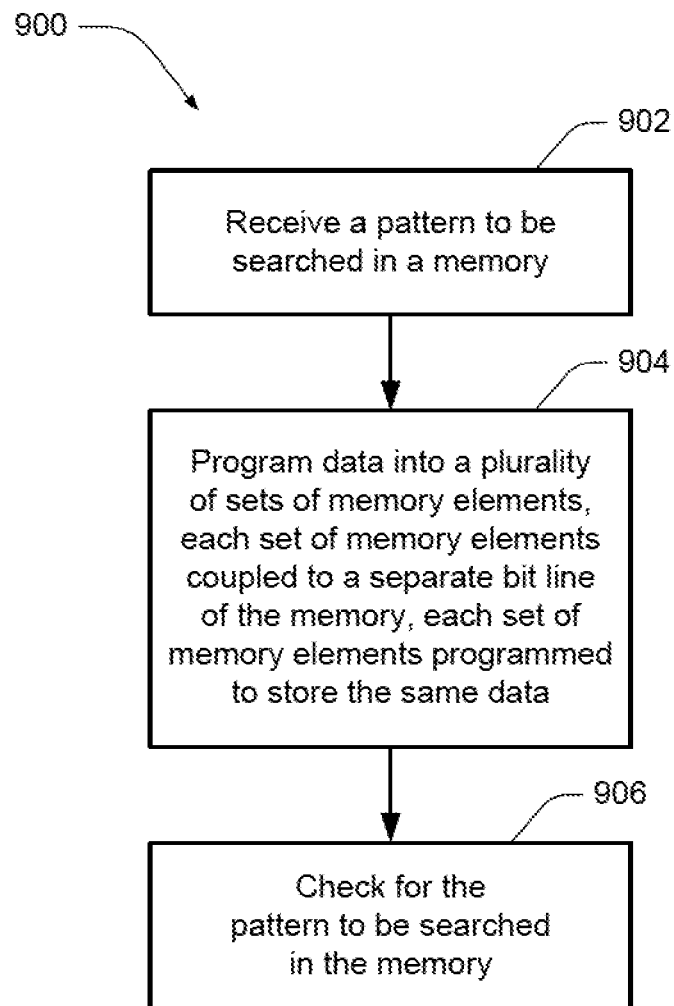 900
902
Receive a pattern to be
searched in a memory
904
Program data into a plurality
of sets of memory elements,
each set of memory elements
coupled to a separate bit line
of the memory, each set of
memory elements programmed
to store the same data
906
Check for the
pattern to be searched
in the memory